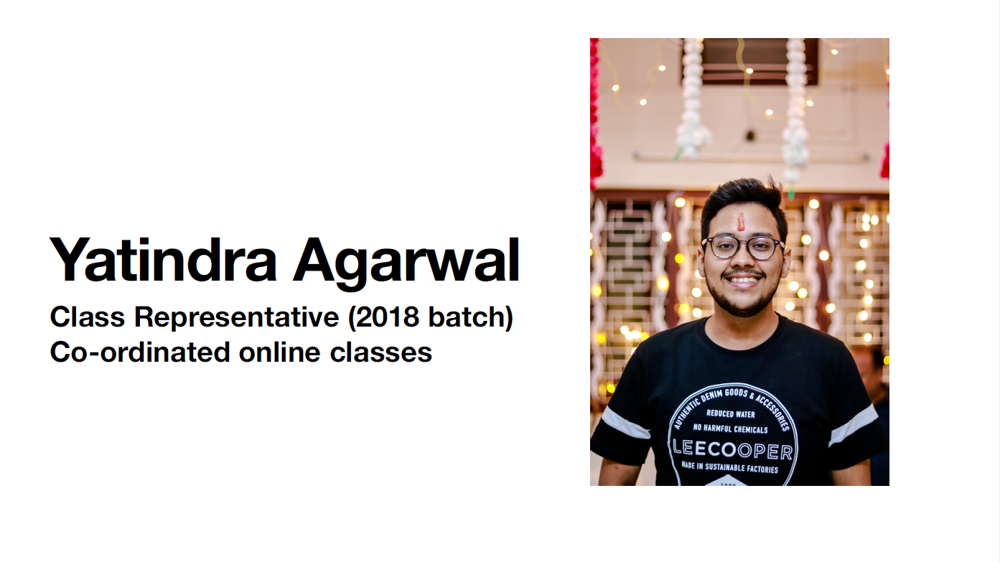 Yatindra Agarwal
Class Representative (2018 batch)
Co-ordinated online classes
AUTHENTIC DENIM GOODS & ACCESSORIES
REDUCED WATER
NO HARMFUL CHEMICALS
LEECOOPER
MADE IN SUSTAINABLE FACTORIES